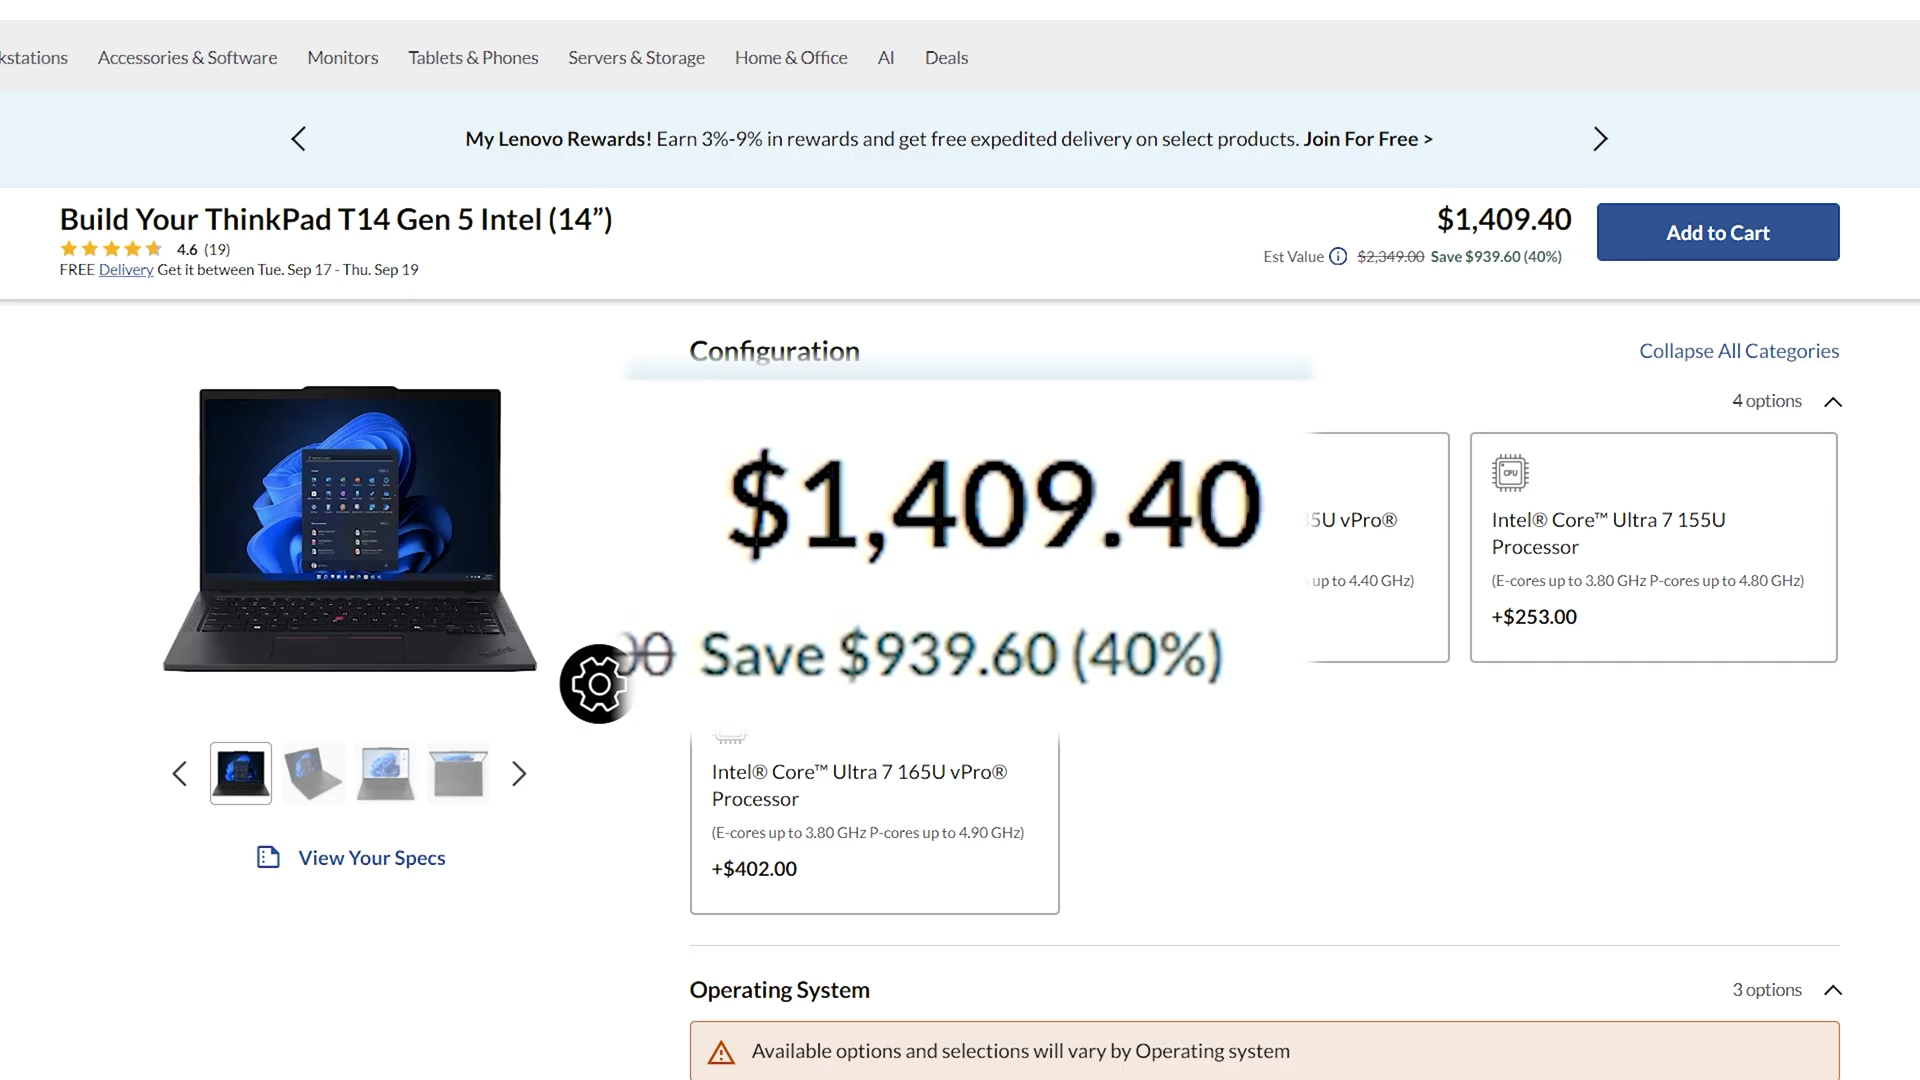 Accessories & Software Monitors Tablets & Phones Servers & Storage Home & Office AI Deals
My Lenovo Rewards! Earn 3%-9% in rewards and get free expedited delivery on select products. Join For Free >
Build Your ThinkPad T14 Gen 5 Intel (14”)
4.6 (19)
FREE Delivery Get it between Tue. Sep 17 - Thu. Sep 19
$1,409.40
Est Value $2,349.00 Save $939.60 (40%)
Add to Cart
Configuration
Collapse All Categories
4 options
$1,409.40
Save $939.60 (40%)
5U vPro®
up to 4.40 GHz)
CPU
Intel® Core™ Ultra 7 155U
Processor
(E-cores up to 3.80 GHz P-cores up to 4.80 GHz)
+$253.00
Intel® Core™ Ultra 7 165U vPro®
Processor
(E-cores up to 3.80 GHz P-cores up to 4.90 GHz)
+$402.00
View Your Specs
Operating System
3 options
Available options and selections will vary by Operating system